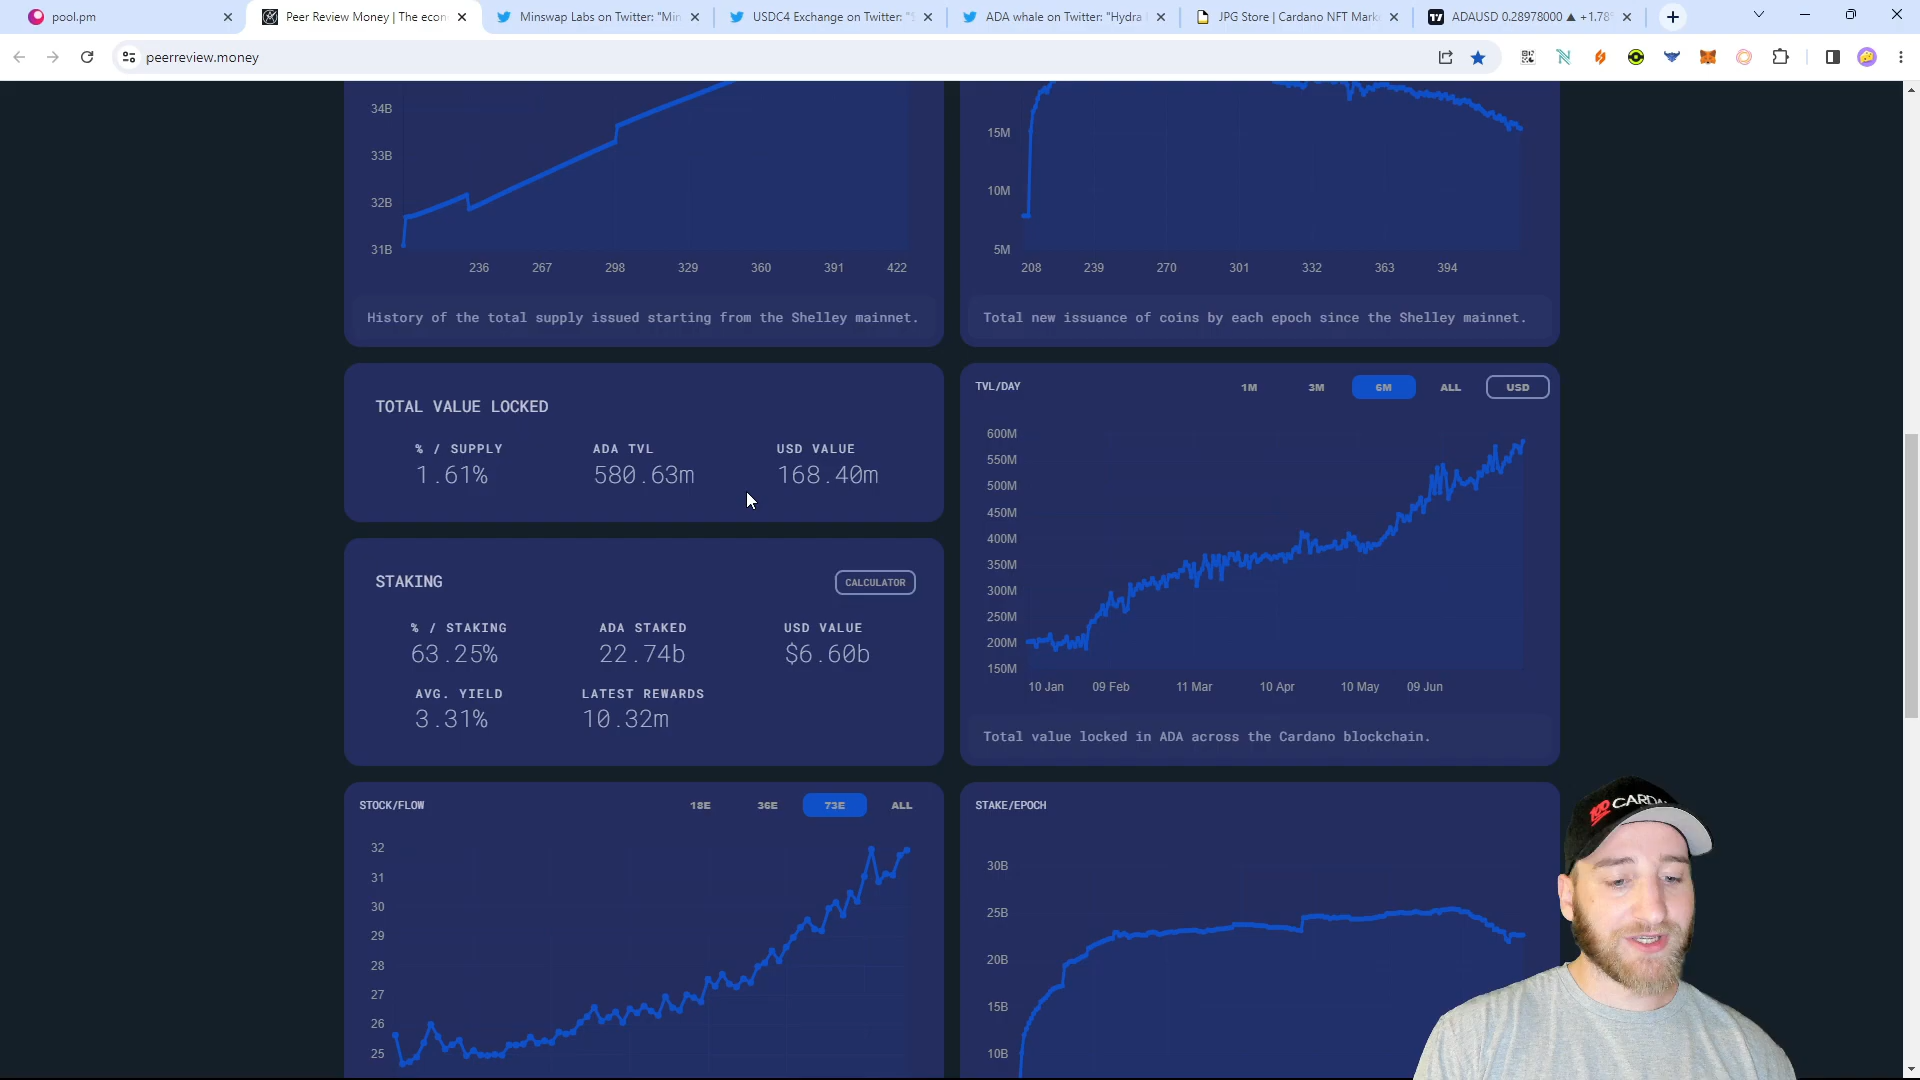 pool.pm
Peer Review Money | The econ
Minswap Labs on Twitter: "Min
USDC4 Exchange on Twitter: "S
ADA whale on Twitter: "Hydra
JPG Store | Cardano NFT Mark
ADAUSD 0.28978000 ▲ +1.78%
peerreview.money
34B
33B
32B
31B
236 267 298 329 360 391 422
History of the total supply issued starting from the Shelley mainnet.
15M
10M
5M
208 239 270 301 332 363 394
Total new issuance of coins by each epoch since the Shelley mainnet.
TOTAL VALUE LOCKED
% / SUPPLY ADA TVL USD VALUE
1.61% 580.63m 168.40m
TVL/DAY 1M 3M 6M ALL USD
600M
550M
500M
450M
400M
350M
300M
250M
200M
150M
10 Jan 09 Feb 11 Mar 10 Apr 10 May 09 Jun
Total value locked in ADA across the Cardano blockchain.
STAKING CALCULATOR
% / STAKING ADA STAKED USD VALUE
63.25% 22.74b $6.60b
AVG. YIELD LATEST REWARDS
3.31% 10.32m
STOCK/FLOW 18E 36E 73E ALL
32
31
30
29
28
27
26
25
STAKE/EPOCH
30B
25B
20B
15B
10B
100 CARDA